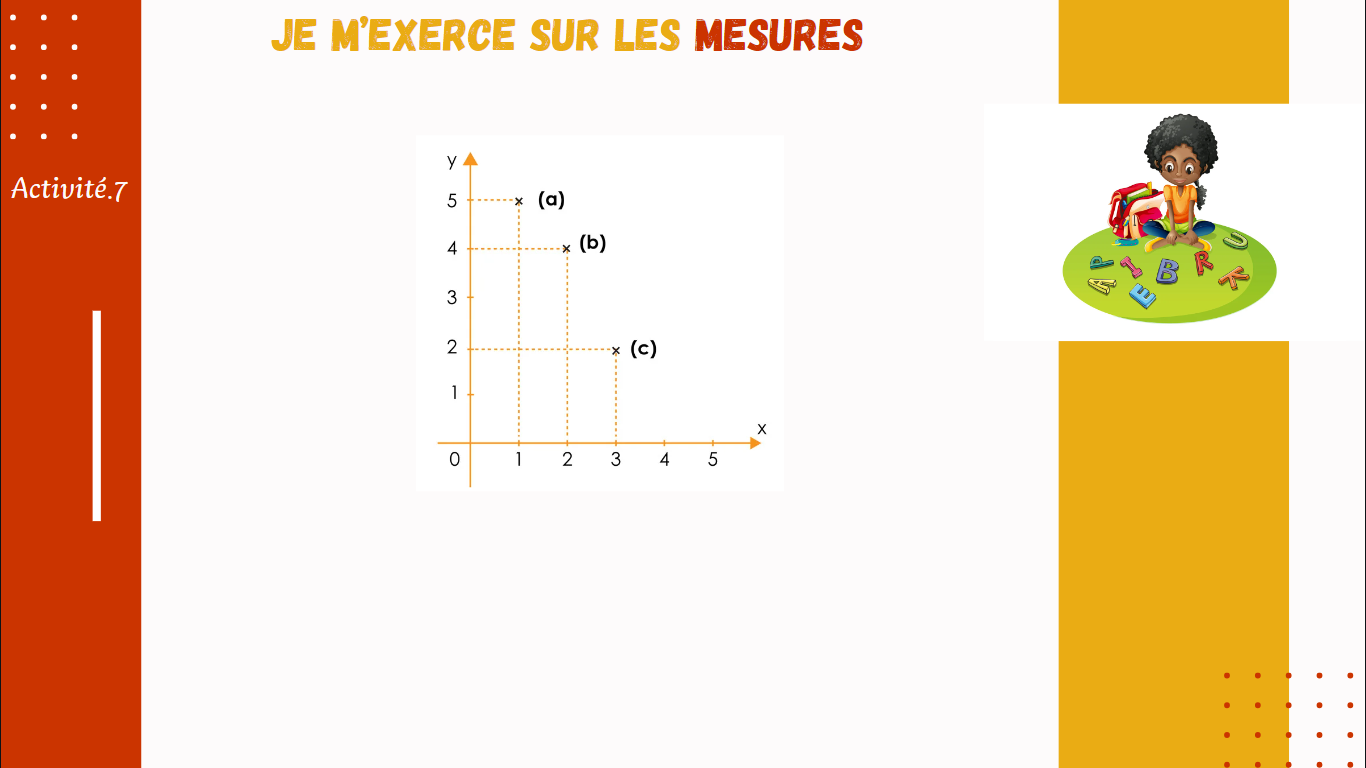 JE M'EXERCE SUR LES MESURES
Activité.7
y
5
(a)
4
(b)
3
2
(c)
1
x
0 1 2 3 4 5
P I B R U
A E K